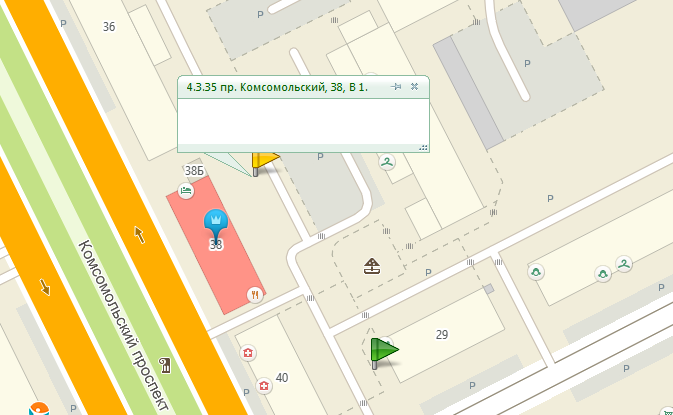 36
P
P
P
4.3.35 пр. Комсомольский, 38, В 1.
P
38Б
P
38
P
Комсомольский проспект
29
P
40
P
P
P